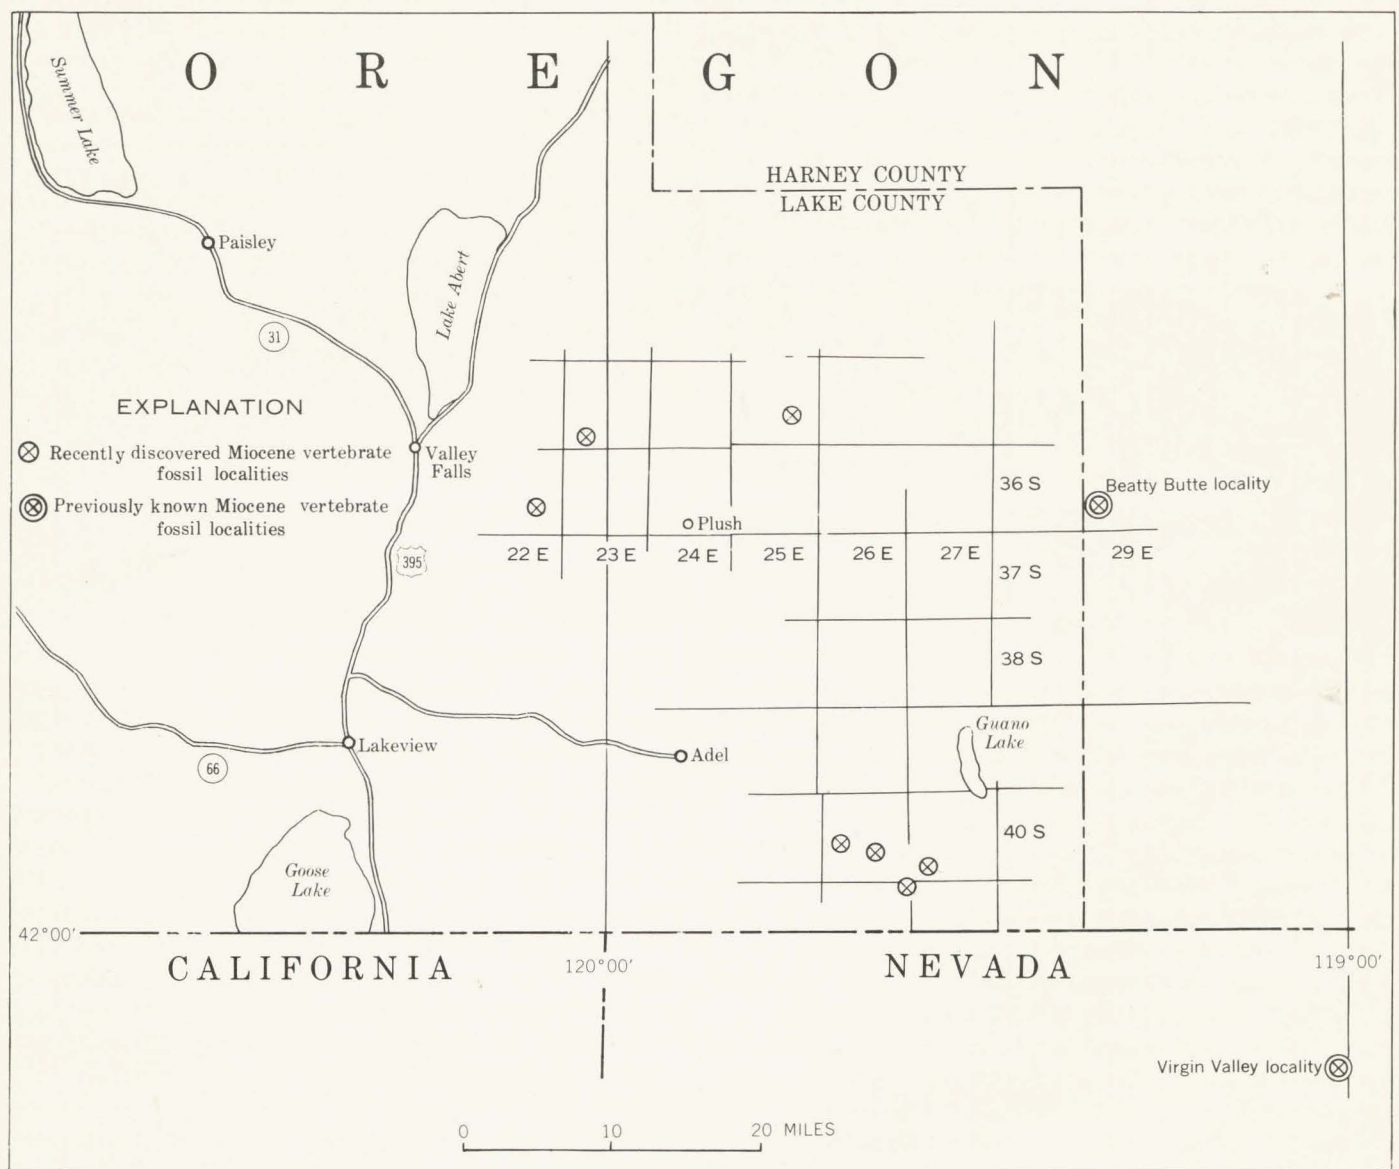 O R E G O N
Summer Lake
HARNEY COUNTY
LAKE COUNTY
Paisley
Lake Abert
31
EXPLANATION
Recently discovered Miocene vertebrate
fossil localities
Previously known Miocene vertebrate
fossil localities
Valley
Falls
36 S
Beatty Butte locality
Plush
395
22 E 23 E 24 E 25 E 26 E 27 E 29 E
37 S
38 S
Guano
Lake
Lakeview
Adel
66
40 S
Goose
Lake
42°00'
CALIFORNIA
120°00'
NEVADA
119°00'
Virgin Valley locality
0 10 20 MILES